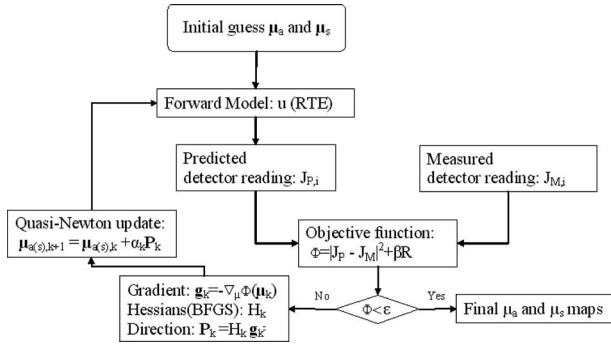 Initial guess μa and μs
Forward Model: u (RTE)
Predicted
detector reading: JP,i
Measured
detector reading: JM,i
Quasi-Newton update:
μa(s),k+1 = μa(s),k +αkPk
Objective function:
Φ=|JP - JM|²+βR
Gradient: gk=-∇μΦ(μk)
Hessians(BFGS): Hk
Direction: Pk =Hk gk
No
Φ<ε
Yes
Final μa and μs maps